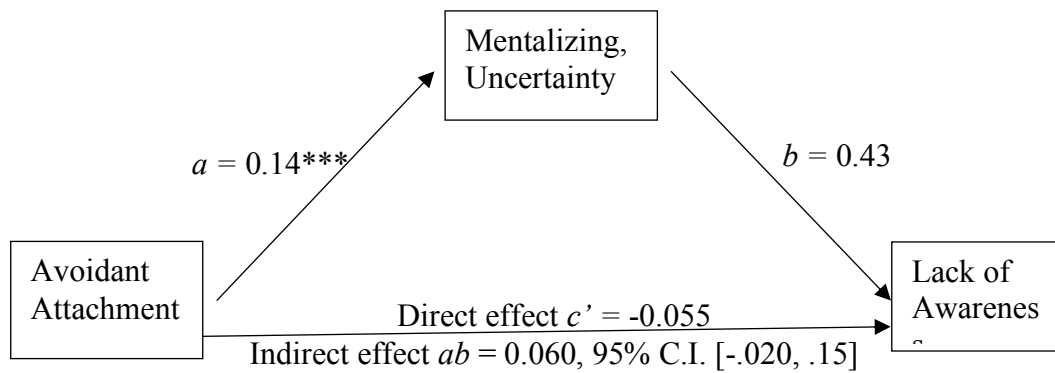 Mentalizing,
Uncertainty
a = 0.14***
b = 0.43
Avoidant
Attachment
Lack of
Awarenes
Direct effect c’ = -0.055
Indirect effect ab = 0.060, 95% C.I. [-.020, .15]